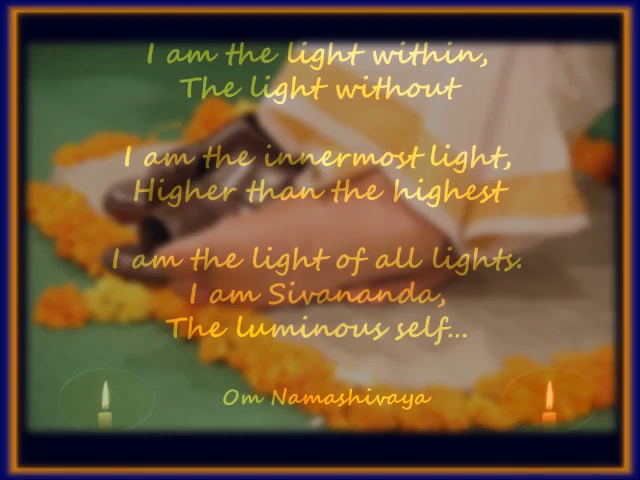 I am the light within,
The light without
I am the innermost light,
Higher than the highest
I am the light of all lights.
I am Sivananda,
The luminous self...
Om Namashivaya